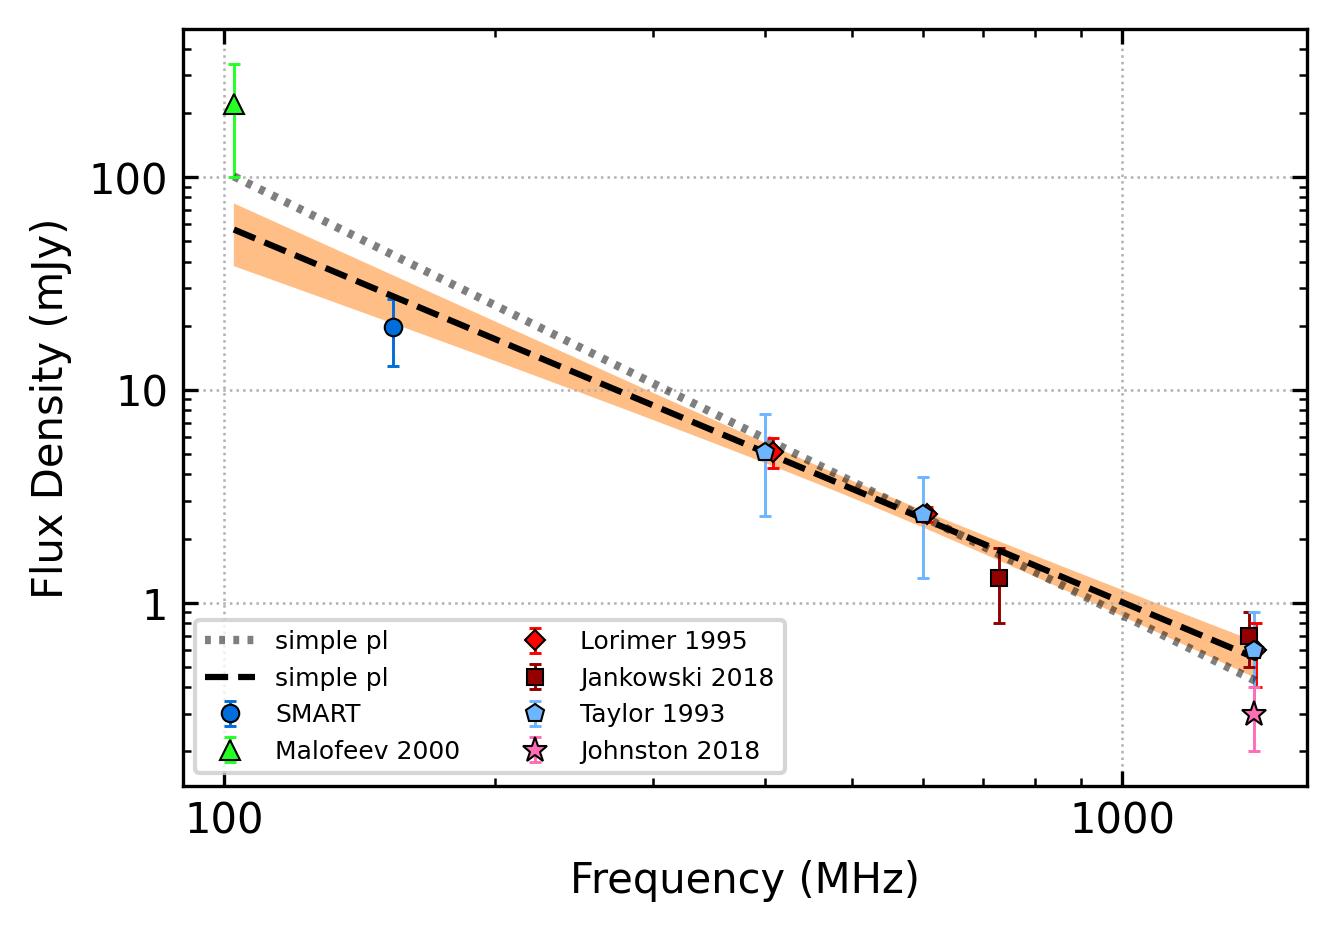 Flux Density (mJy)
100
10
1
simple pl
simple pl
SMART
Malofeev 2000
Lorimer 1995
Jankowski 2018
Taylor 1993
Johnston 2018
100
1000
Frequency (MHz)